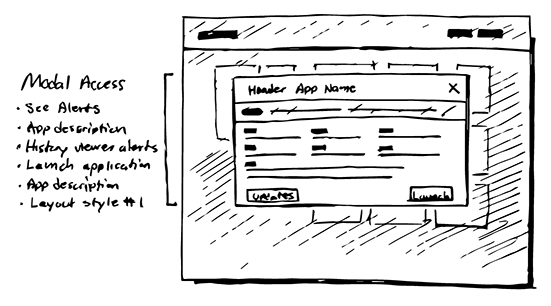 Modal Access
• See Alerts
• App description
• History viewer alerts
• Launch application
• App description
• Layout style #1
Header App Name X
Updates
Launch